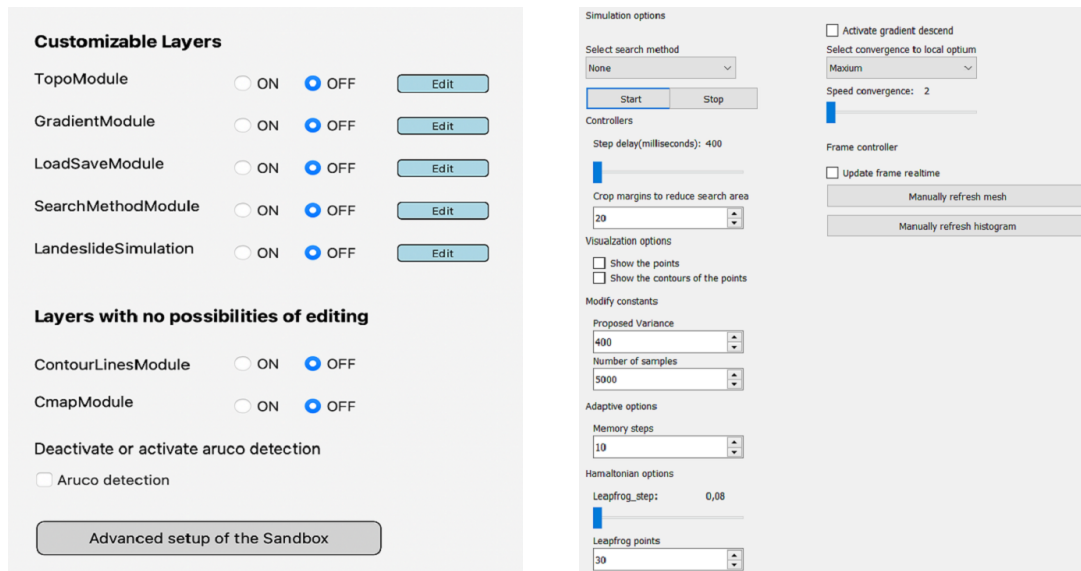 Customizable Layers
TopoModule ON OFF Edit
GradientModule ON OFF Edit
LoadSaveModule ON OFF Edit
SearchMethodModule ON OFF Edit
LandeslideSimulation ON OFF Edit
Layers with no possibilities of editing
ContourLinesModule ON OFF
CmapModule ON OFF
Deactivate or activate aruco detection
Aruco detection
Advanced setup of the Sandbox
Simulation options
Select search method
None
Start Stop
Controllers
Step delay(milliseconds): 400
Crop margins to reduce search area
20
Visualzation options
Show the points
Show the contours of the points
Modify constants
Proposed Variance
400
Number of samples
5000
Adaptive options
Memory steps
10
Hamaltonian options
Leapfrog_step: 0,08
Leapfrog points
30
Activate gradient descend
Select convergence to local optium
Maxium
Speed convergence: 2
Frame controller
Update frame realtime
Manually refresh mesh
Manually refresh histogram